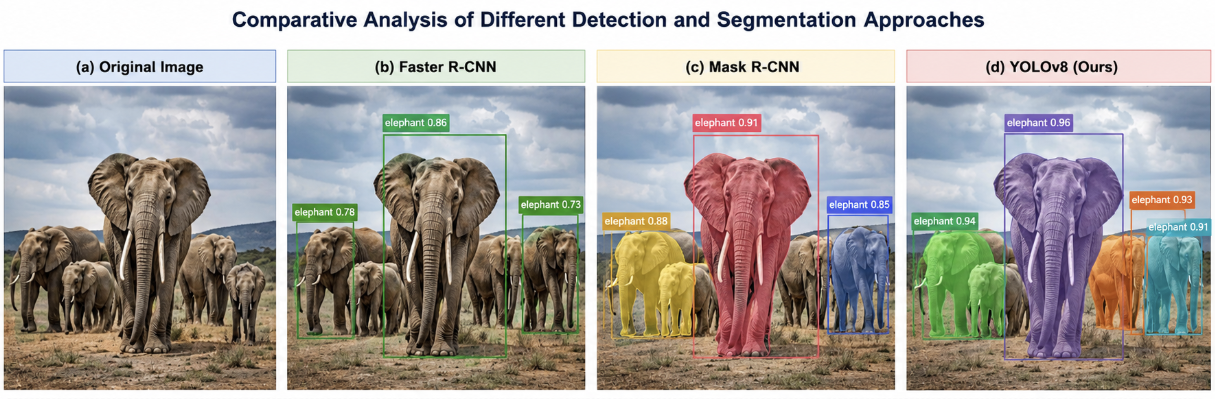 Comparative Analysis of Different Detection and Segmentation Approaches
(a) Original Image
(b) Faster R-CNN
(c) Mask R-CNN
(d) YOLOv8 (Ours)
elephant 0.86
elephant 0.78
elephant 0.73
elephant 0.91
elephant 0.88
elephant 0.85
elephant 0.96
elephant 0.94
elephant 0.93
elephant 0.91